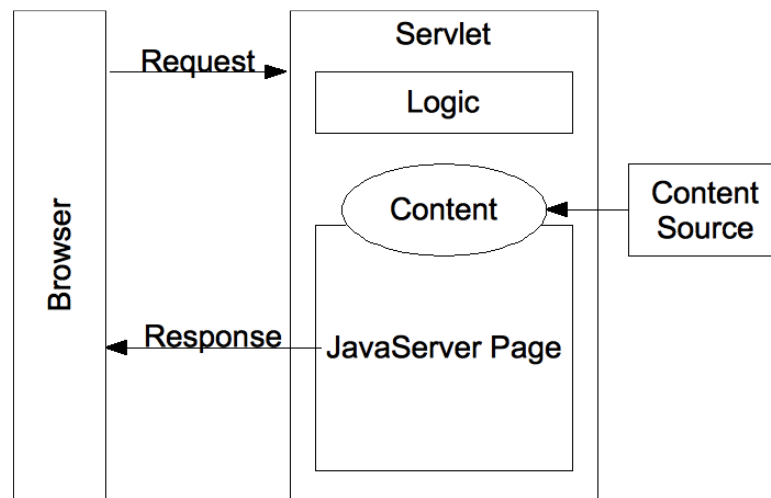 Servlet
Request
Logic
Content
Content
Source
Browser
Response
JavaServer Page